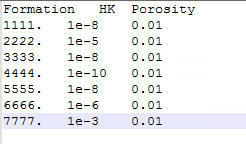 Formation   HK  Porosity
1111.   1e-8    0.01
2222.   1e-5    0.01
3333.   1e-8    0.01
4444.   1e-10   0.01
5555.   1e-8    0.01
6666.   1e-6    0.01
7777.   1e-3    0.01